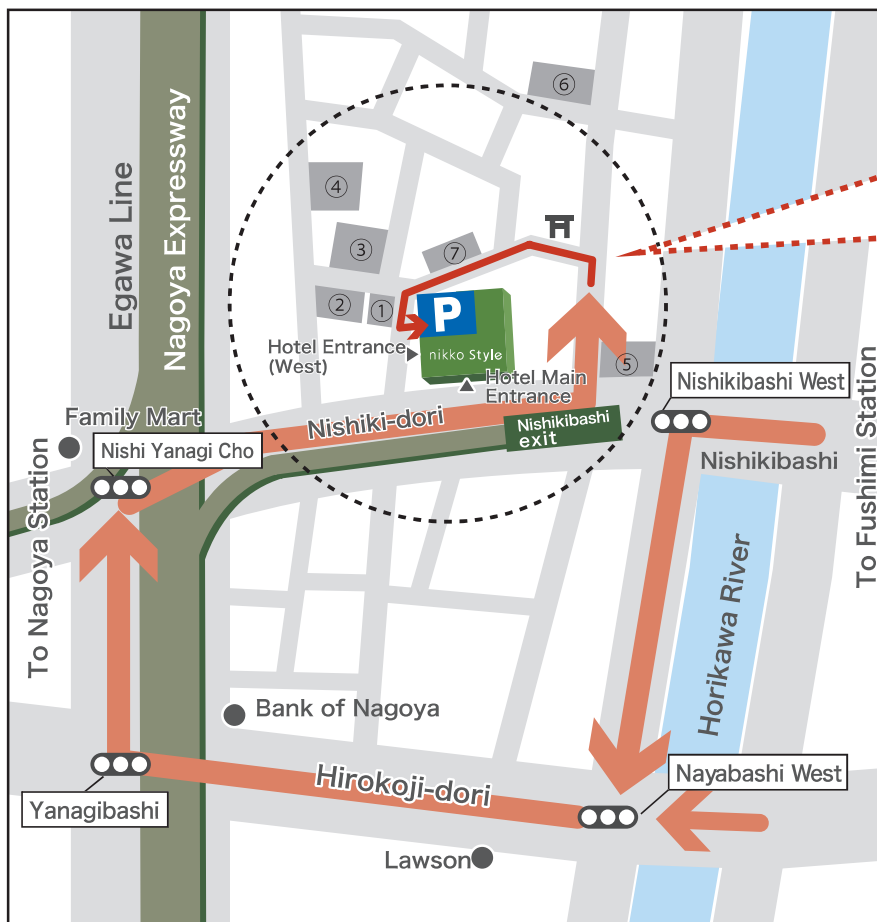 ⑥
④
③
⑦
②
①
P
nikko Style
Hotel Entrance
(West)
Hotel Main
Entrance
⑤
Egawa Line
Nagoya Expressway
Family Mart
Nishi Yanagi Cho
Nishiki-dori
Nishikibashi
exit
Nishikibashi West
Nishikibashi
To Fushimi Station
To Nagoya Station
Horikawa River
Bank of Nagoya
Hirokoji-dori
Nayabashi West
Yanagibashi
Lawson